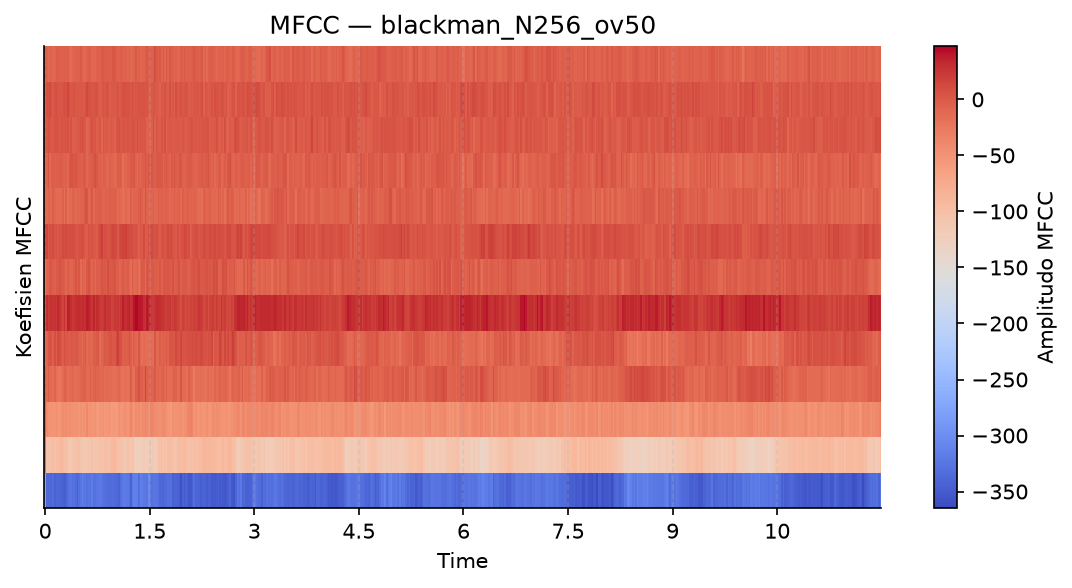 MFCC — blackman_N256_ov50
Koefisien MFCC
0 1.5 3 4.5 6 7.5 9 10
Time
0
−50
−100
−150
−200
−250
−300
−350
Amplitudo MFCC